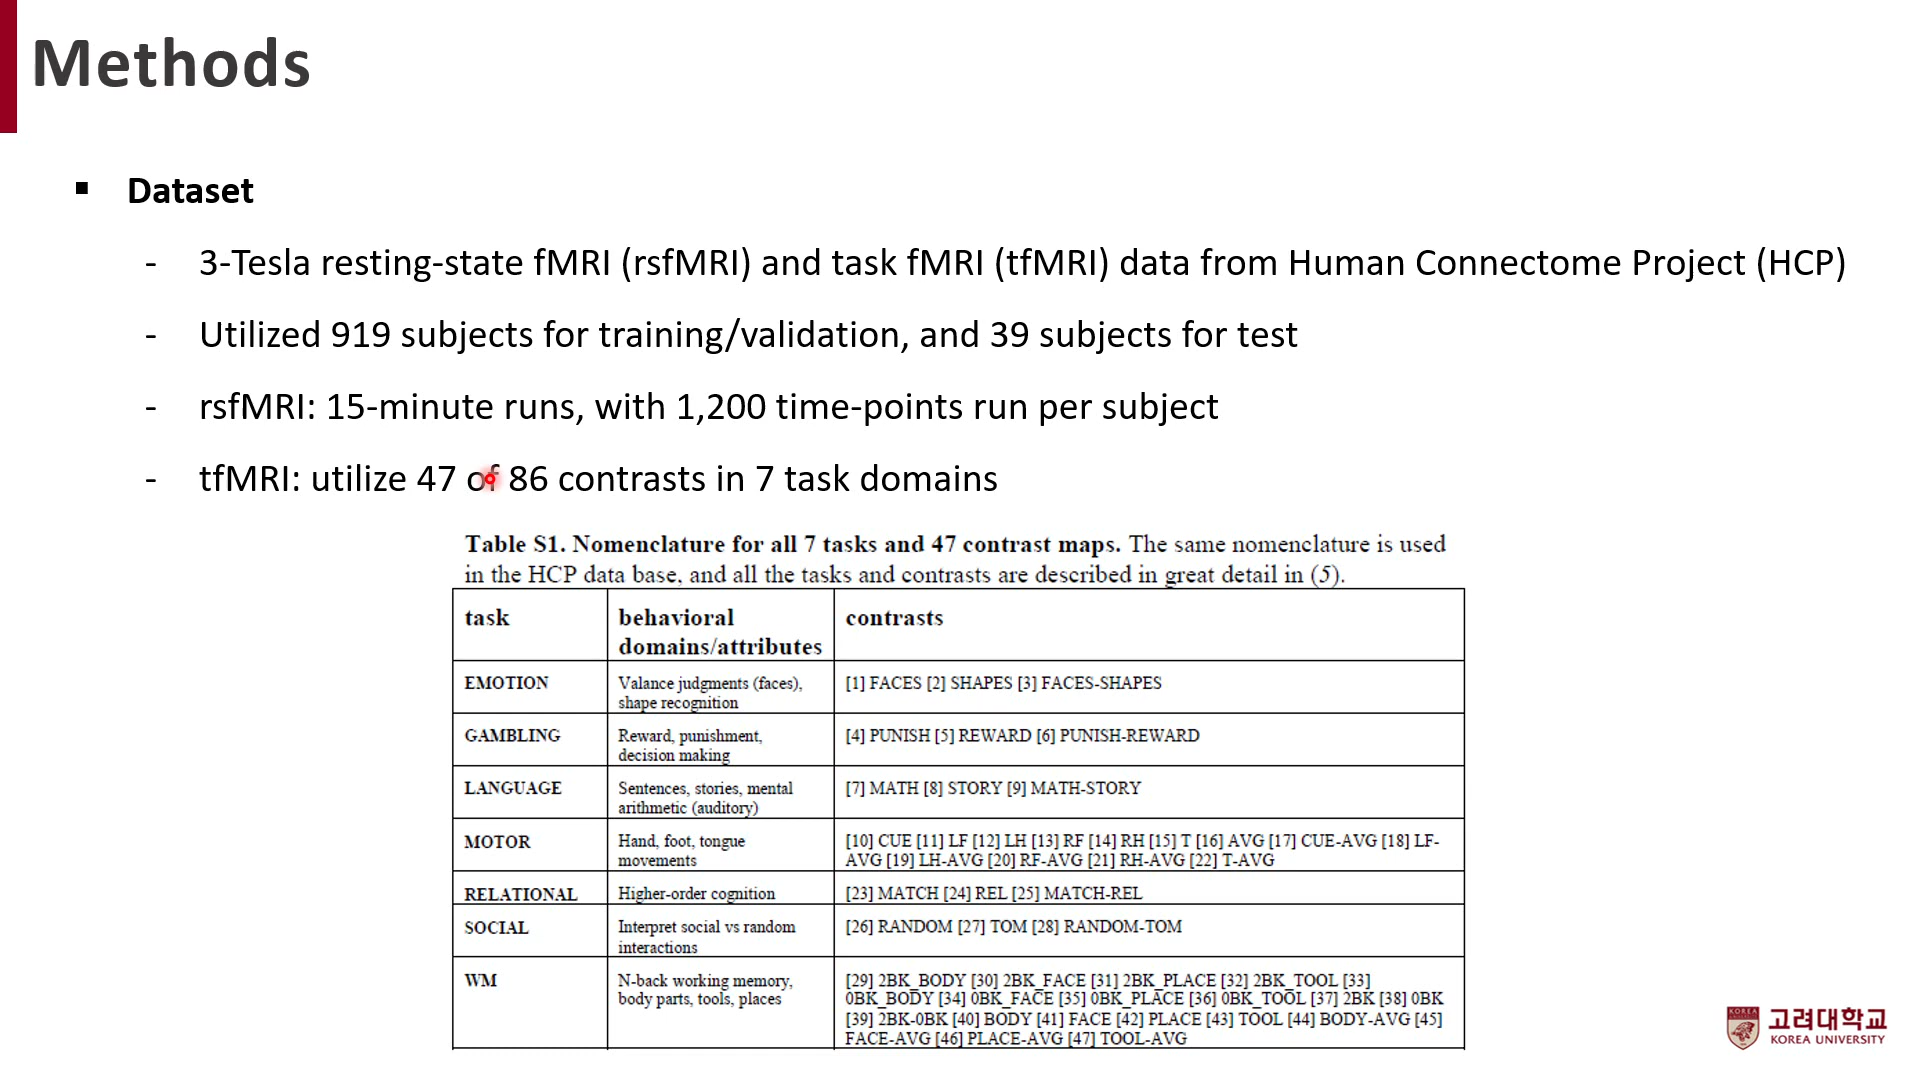 Methods
▪ Dataset
- 3-Tesla resting-state fMRI (rsfMRI) and task fMRI (tfMRI) data from Human Connectome Project (HCP)
- Utilized 919 subjects for training/validation, and 39 subjects for test
- rsfMRI: 15-minute runs, with 1,200 time-points run per subject
- tfMRI: utilize 47 of 86 contrasts in 7 task domains
Table S1. Nomenclature for all 7 tasks and 47 contrast maps. The same nomenclature is used
in the HCP data base, and all the tasks and contrasts are described in great detail in (5).
task
behavioral
domains/attributes
contrasts
EMOTION
Valance judgments (faces),
shape recognition
[1] FACES [2] SHAPES [3] FACES-SHAPES
GAMBLING
Reward, punishment,
decision making
[4] PUNISH [5] REWARD [6] PUNISH-REWARD
LANGUAGE
Sentences, stories, mental
arithmetic (auditory)
[7] MATH [8] STORY [9] MATH-STORY
MOTOR
Hand, foot, tongue
movements
[10] CUE [11] LF [12] LH [13] RF [14] RH [15] T [16] AVG [17] CUE-AVG [18] LF-
AVG [19] LH-AVG [20] RF-AVG [21] RH-AVG [22] T-AVG
RELATIONAL
Higher-order cognition
[23] MATCH [24] REL [25] MATCH-REL
SOCIAL
Interpret social vs random
interactions
[26] RANDOM [27] TOM [28] RANDOM-TOM
WM
N-back working memory,
body parts, tools, places
[29] 2BK_BODY [30] 2BK_FACE [31] 2BK_PLACE [32] 2BK_TOOL [33]
0BK_BODY [34] 0BK_FACE [35] 0BK_PLACE [36] 0BK_TOOL [37] 2BK [38] 0BK
[39] 2BK-0BK [40] BODY [41] FACE [42] PLACE [43] TOOL [44] BODY-AVG [45]
FACE-AVG [46] PLACE-AVG [47] TOOL-AVG
KOREA
고려대학교
KOREA UNIVERSITY